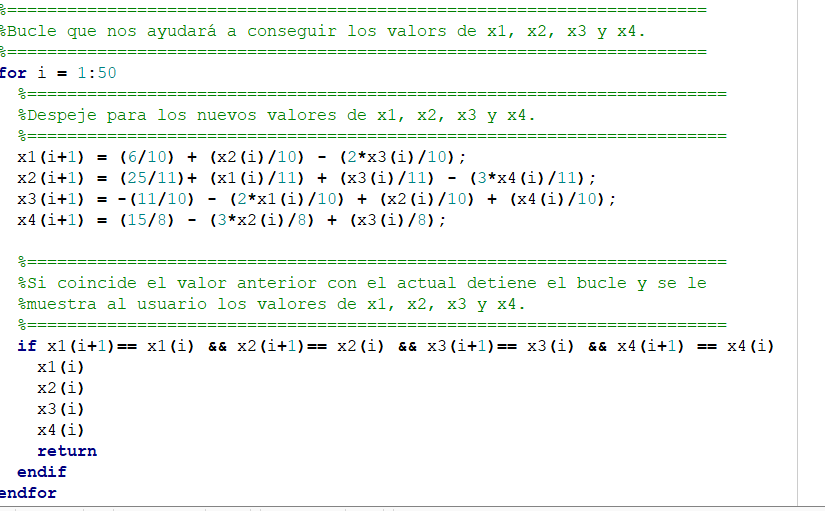 %======================================================================
%Bucle que nos ayudará a conseguir los valors de x1, x2, x3 y x4.
%======================================================================
for i = 1:50
%======================================================================
%Despeje para los nuevos valores de x1, x2, x3 y x4.
%======================================================================
x1(i+1) = (6/10) + (x2(i)/10) - (2*x3(i)/10);
x2(i+1) = (25/11)+ (x1(i)/11) + (x3(i)/11) - (3*x4(i)/11);
x3(i+1) = -(11/10) - (2*x1(i)/10) + (x2(i)/10) + (x4(i)/10);
x4(i+1) = (15/8) - (3*x2(i)/8) + (x3(i)/8);
%======================================================================
%Si coincide el valor anterior con el actual detiene el bucle y se le
%muestra al usuario los valores de x1, x2, x3 y x4.
%======================================================================
if x1(i+1)== x1(i) && x2(i+1)== x2(i) && x3(i+1)== x3(i) && x4(i+1) == x4(i)
x1(i)
x2(i)
x3(i)
x4(i)
return
endif
endfor